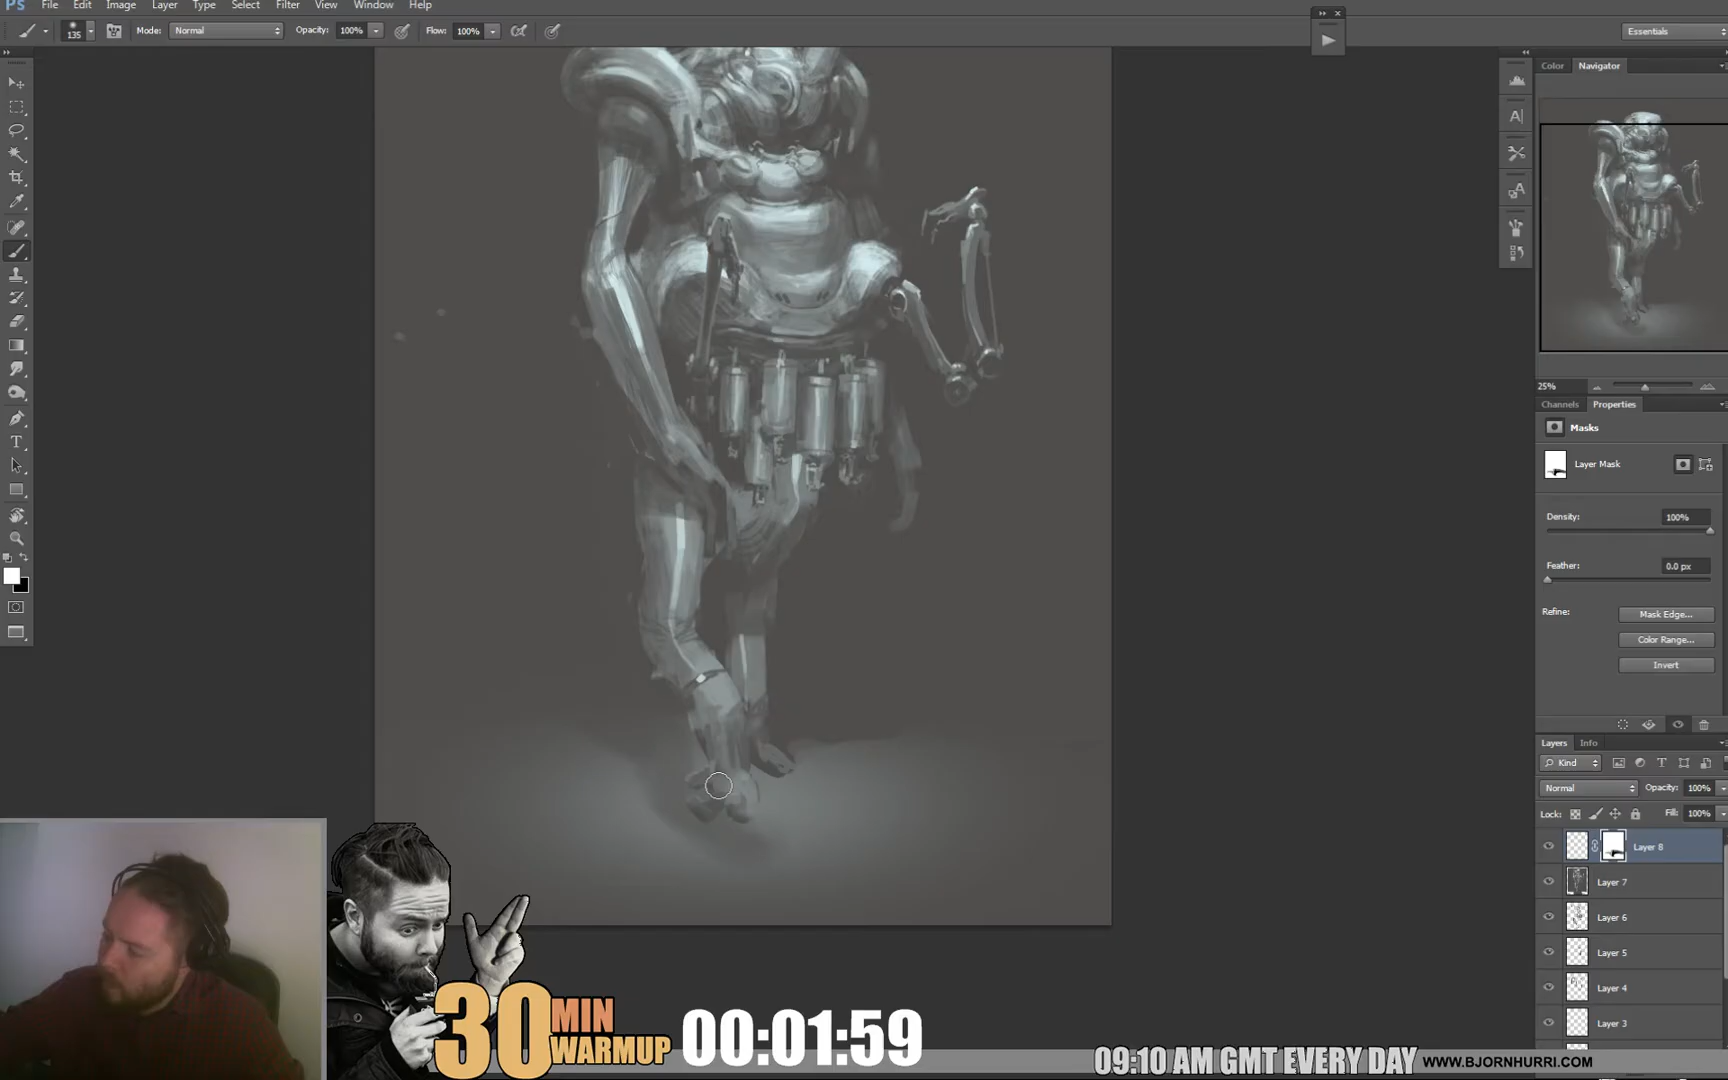 Ps File Edit Image Layer Type Select Filter View Window Help
135 Mode: Normal Opacity: 100% Flow: 100% Essentials
Color Navigator
25%
Channels Properties
Masks
Layer Mask
Density: 100%
Feather: 0.0 px
Refine: Mask Edge...
Color Range...
Invert
Layers Info
Kind
Normal Opacity: 100%
Lock: Fill: 100%
Layer 8
Layer 7
Layer 6
Layer 5
Layer 4
Layer 3
30 MIN
WARMUP
00:01:59
09:10 AM GMT EVERY DAY WWW.BJORNHURRI.COM